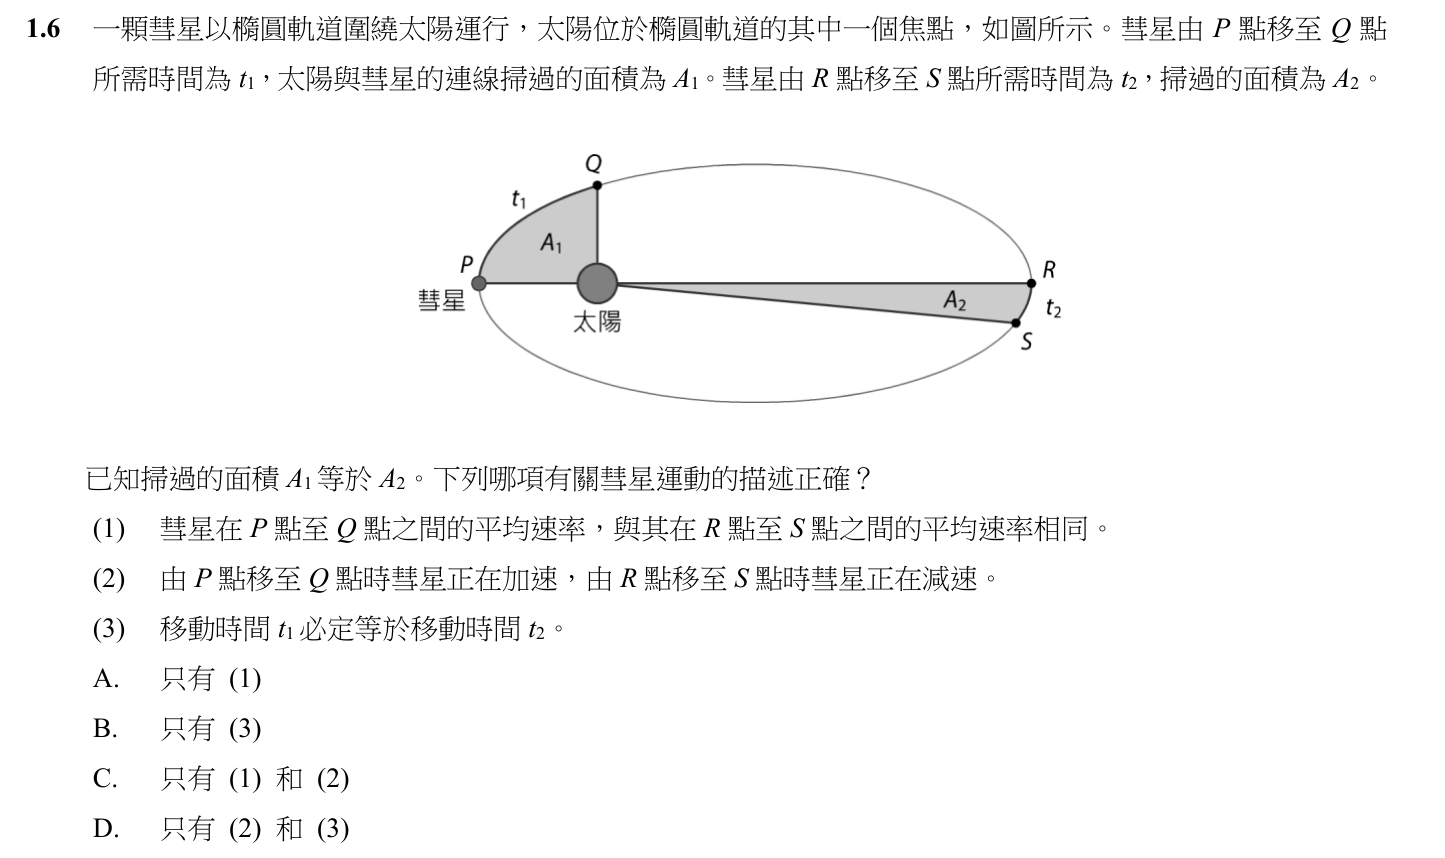 1.6 一顆彗星以橢圓軌道圍繞太陽運行，太陽位於橢圓軌道的其中一個焦點，如圖所示。彗星由 P 點移至 Q 點
所需時間為 t1，太陽與彗星的連線掃過的面積為 A1。彗星由 R 點移至 S 點所需時間為 t2，掃過的面積為 A2。
Q
t1
A1
P
彗星
太陽
R
A2
t2
S
已知掃過的面積 A1 等於 A2。下列哪項有關彗星運動的描述正確？
(1) 彗星在 P 點至 Q 點之間的平均速率，與其在 R 點至 S 點之間的平均速率相同。
(2) 由 P 點移至 Q 點時彗星正在加速，由 R 點移至 S 點時彗星正在減速。
(3) 移動時間 t1 必定等於移動時間 t2。
A. 只有 (1)
B. 只有 (3)
C. 只有 (1) 和 (2)
D. 只有 (2) 和 (3)